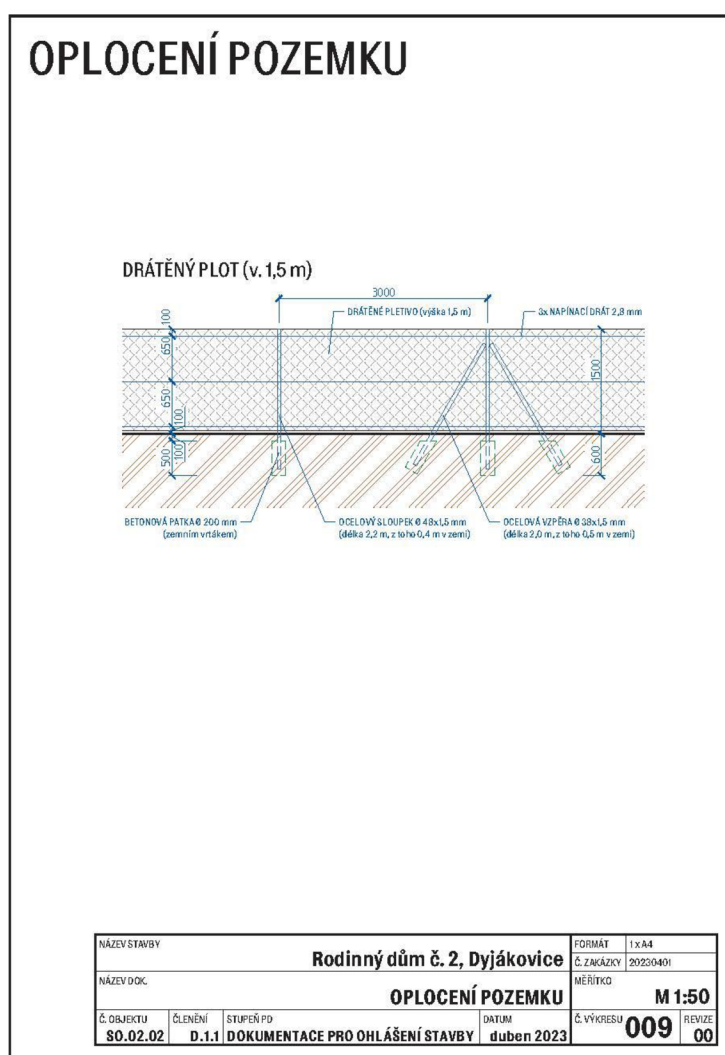 OPLOCENÍ POZEMKU
DRÁTĚNÝ PLOT (v. 1,5 m)
3000
DRÁTĚNÉ PLETIVO (výška 1,5 m)
3x NAPÍNACÍ DRÁT 2,8 mm
100
650
650
100
500
100
1500
600
BETONOVÁ PATKA Ø 200 mm
(zemním vrtákem)
OCELOVÝ SLOUPEK Ø 48x1,5 mm
(délka 2,2 m, z toho 0,4 m v zemi)
OCELOVÁ VZPĚRA Ø 38x1,5 mm
(délka 2,0 m, z toho 0,5 m v zemi)
NÁZEV STAVBY
Rodinný dům č. 2, Dyjákovice
FORMÁT 1 x A4
Č. ZAKÁZKY 20230401
NÁZEV DOK.
OPLOCENÍ POZEMKU
MĚŘÍTKO
M 1:50
Č. OBJEKTU ČLENĚNÍ STUPEŇ PD DATUM Č. VÝKRESU REVIZE
SO.02.02 D.1.1 DOKUMENTACE PRO OHLÁŠENÍ STAVBY duben 2023 009 00